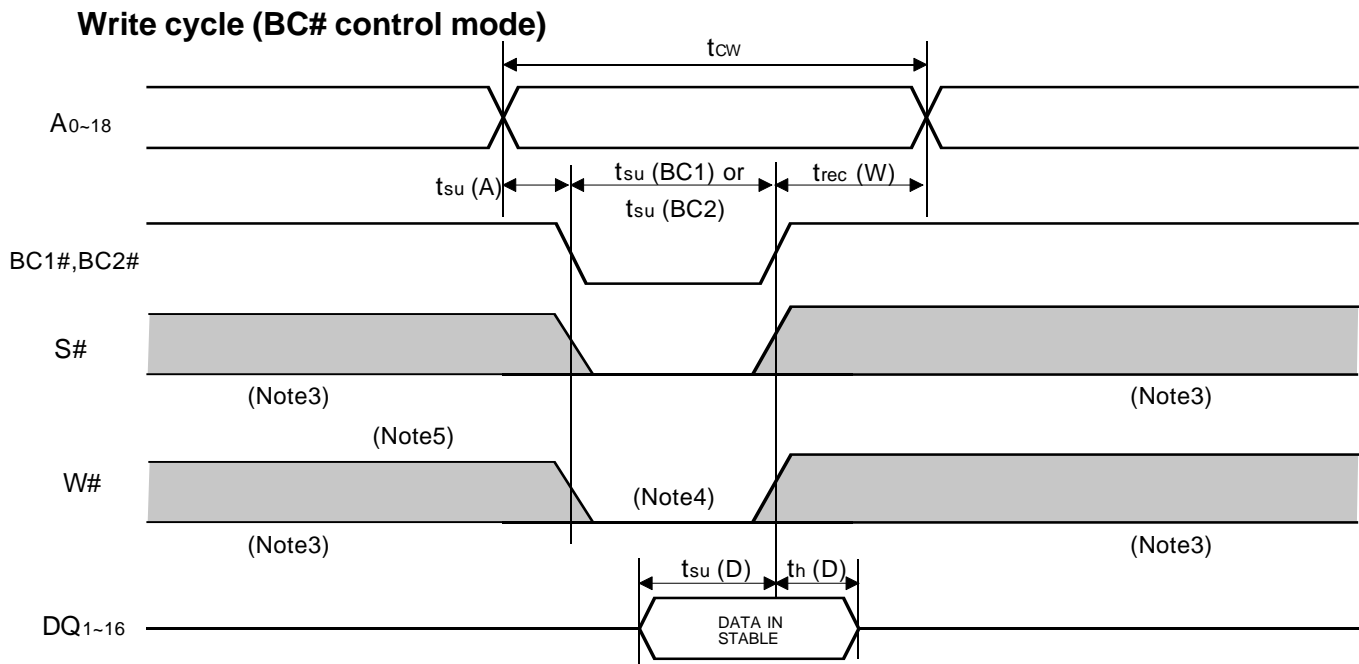 Write cycle (BC# control mode)
tCW
A0~18
tsu (A)
tsu (BC1) or
tsu (BC2)
trec (W)
BC1#,BC2#
S#
(Note3)
(Note3)
(Note5)
W#
(Note4)
(Note3)
(Note3)
tsu (D)
th (D)
DQ1~16
DATA IN
STABLE